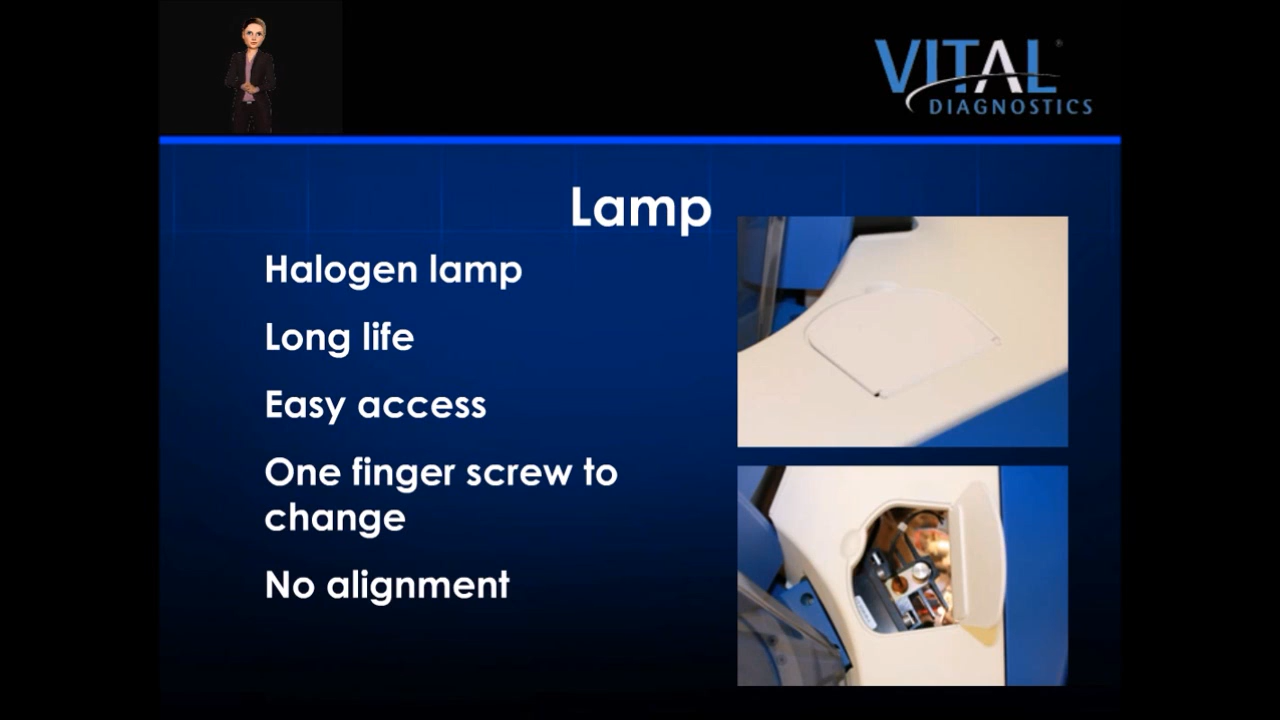 VITAL®
DIAGNOSTICS
Lamp
Halogen lamp
Long life
Easy access
One finger screw to
change
No alignment